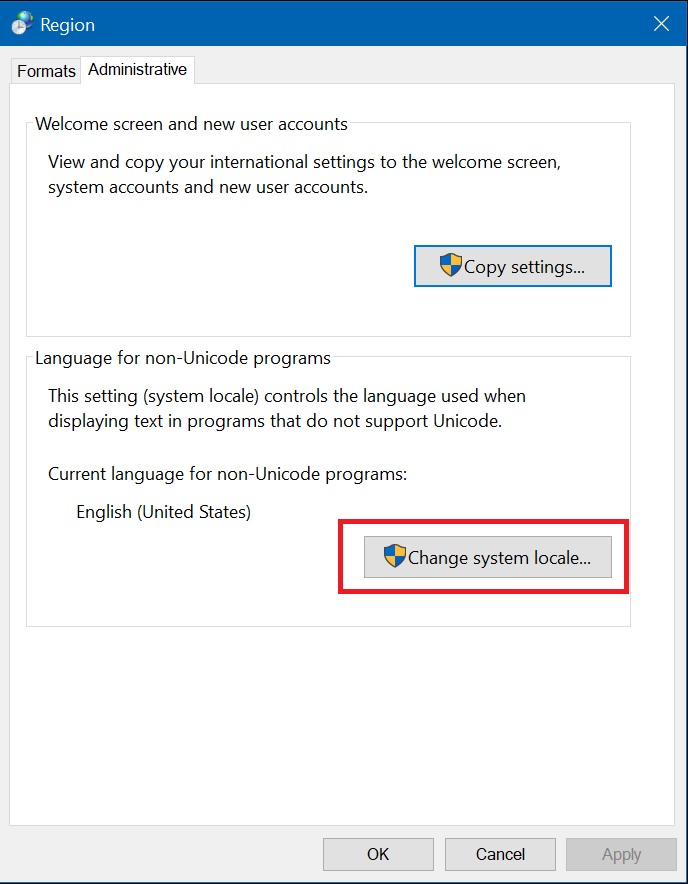 Region
Formats
Administrative
Welcome screen and new user accounts
View and copy your international settings to the welcome screen,
system accounts and new user accounts.
Copy settings...
Language for non-Unicode programs
This setting (system locale) controls the language used when
displaying text in programs that do not support Unicode.
Current language for non-Unicode programs:
English (United States)
Change system locale...
OK
Cancel
Apply